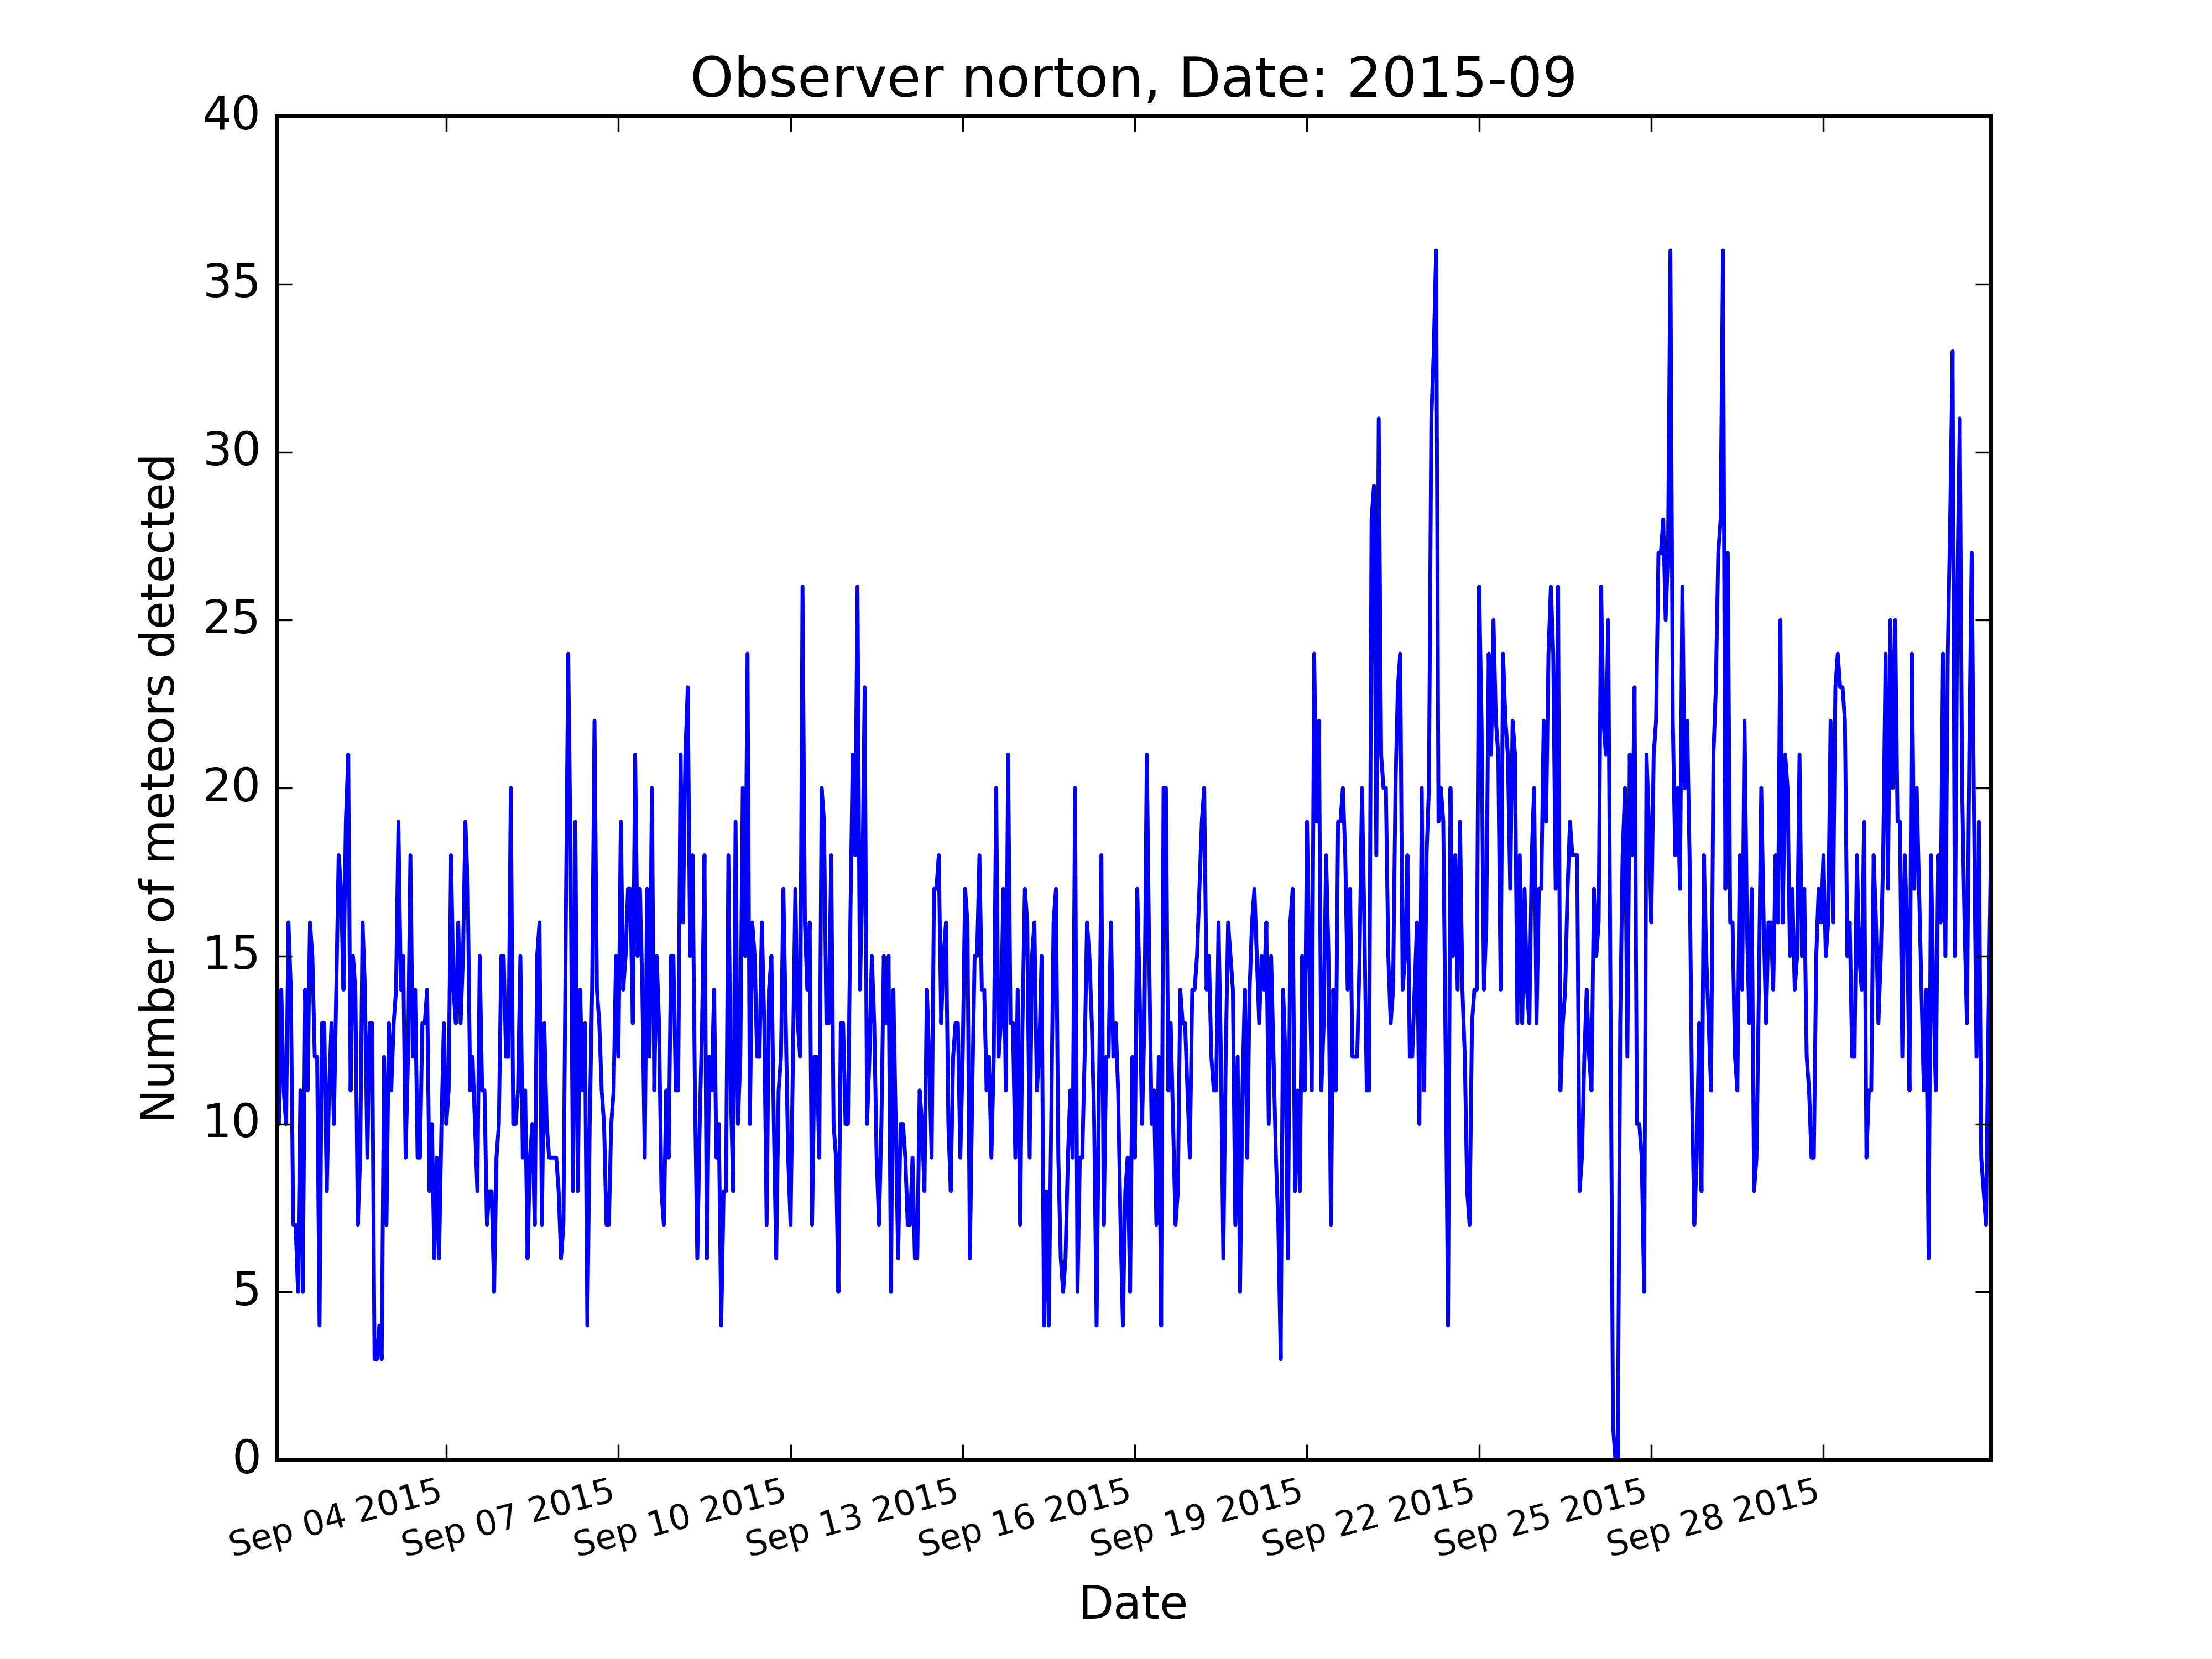 Observer norton, Date: 2015-09
40
35
30
25
20
15
10
5
0
Number of meteors detected
Sep 04 2015
Sep 07 2015
Sep 10 2015
Sep 13 2015
Sep 16 2015
Sep 19 2015
Sep 22 2015
Sep 25 2015
Sep 28 2015
Date